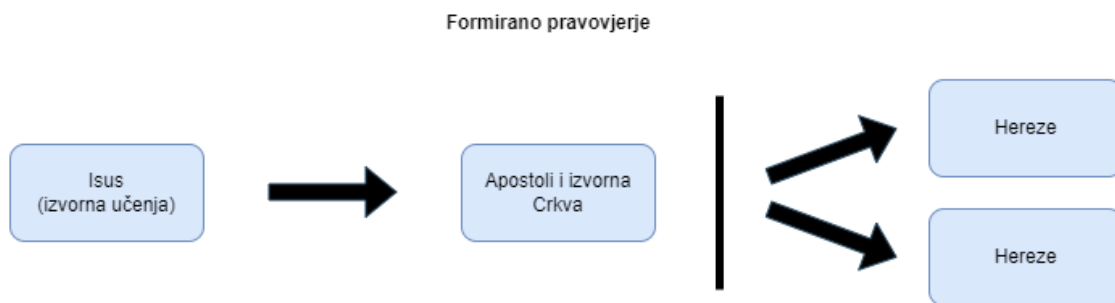 Formirano pravovjerje
Isus
(izvorna učenja)
Apostoli i izvorna
Crkva
Hereze
Hereze